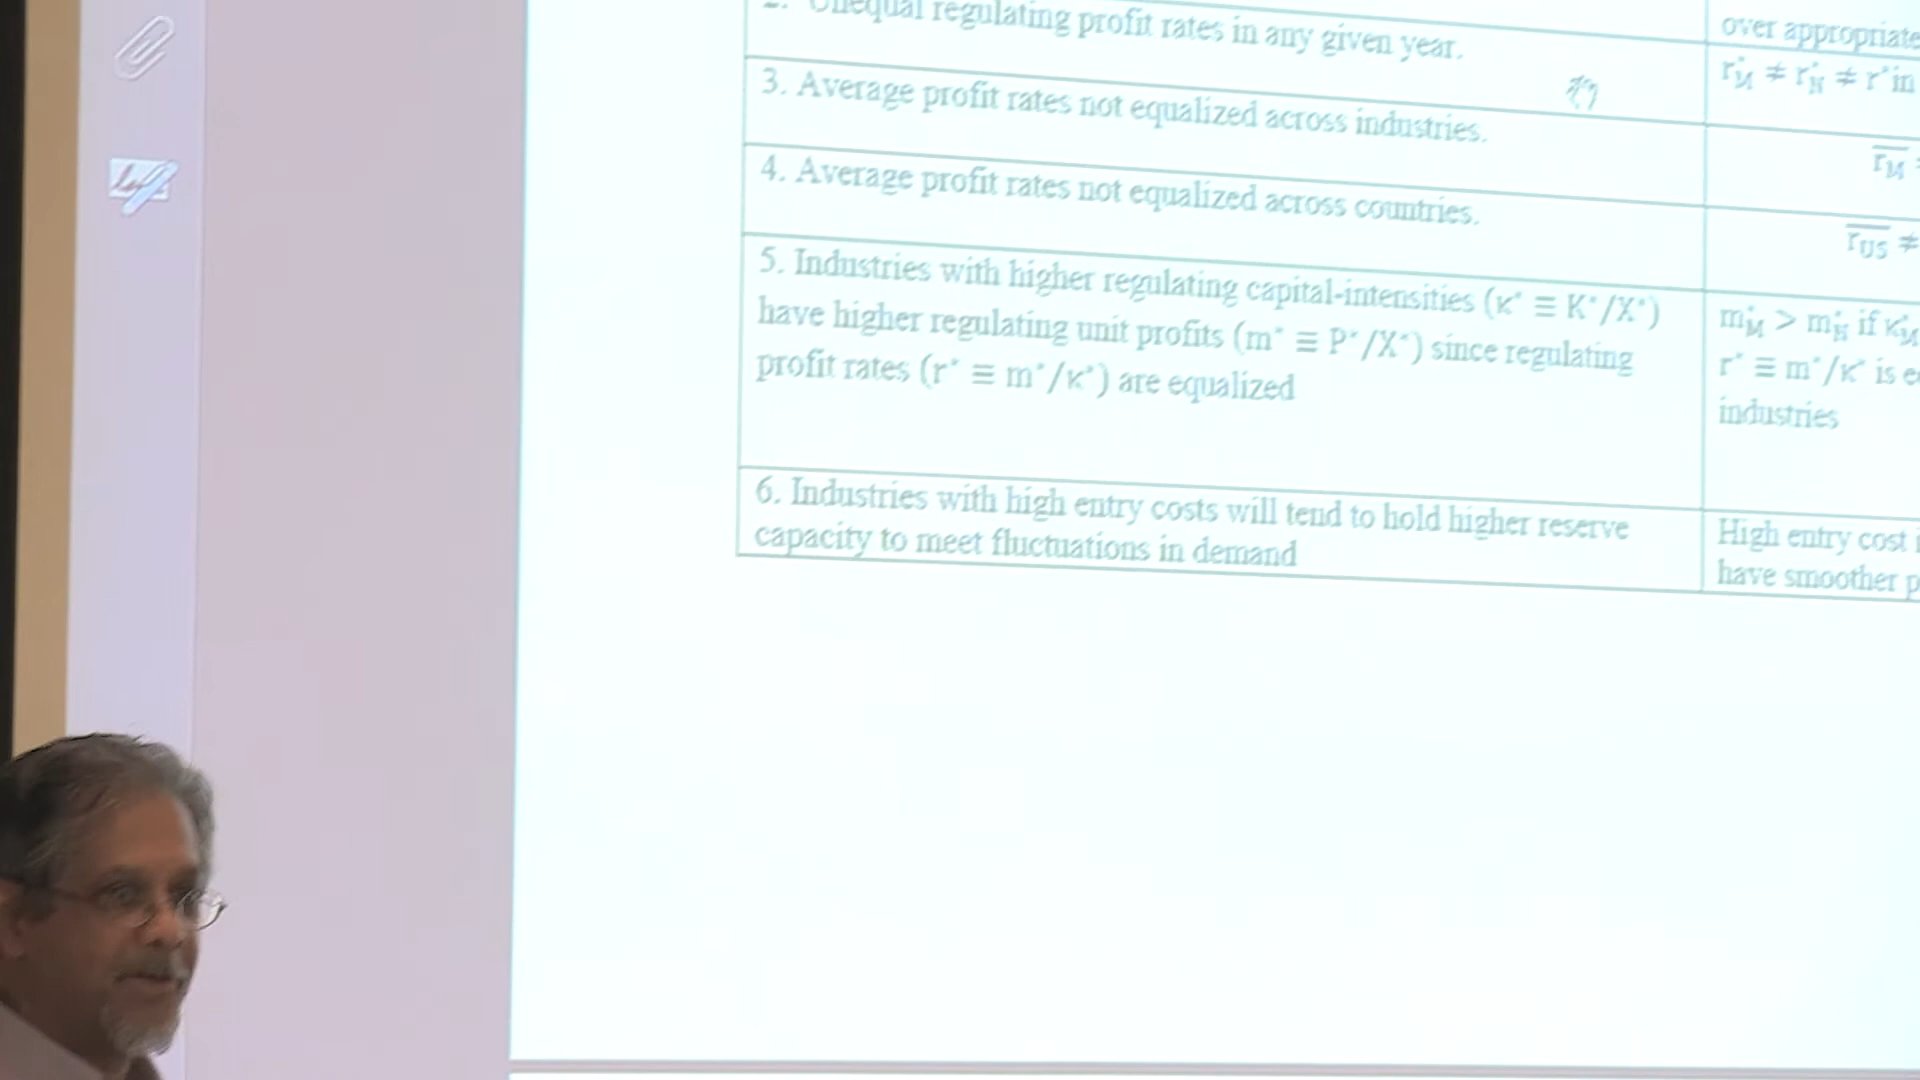 2. Unequal regulating profit rates in any given year.
over appropriate
r*M ≠ r*N ≠ r* in
3. Average profit rates not equalized across industries.
r̅M̅
4. Average profit rates not equalized across countries.
r̅U̅S̅ ≠
5. Industries with higher regulating capital-intensities (κ* ≡ K*/X*)
have higher regulating unit profits (m* ≡ P*/X*) since regulating
profit rates (r* ≡ m*/κ*) are equalized
m*M > m*N if κ*M
r* ≡ m*/κ* is
industries
6. Industries with high entry costs will tend to hold higher reserve
capacity to meet fluctuations in demand
High entry cost
have smoother